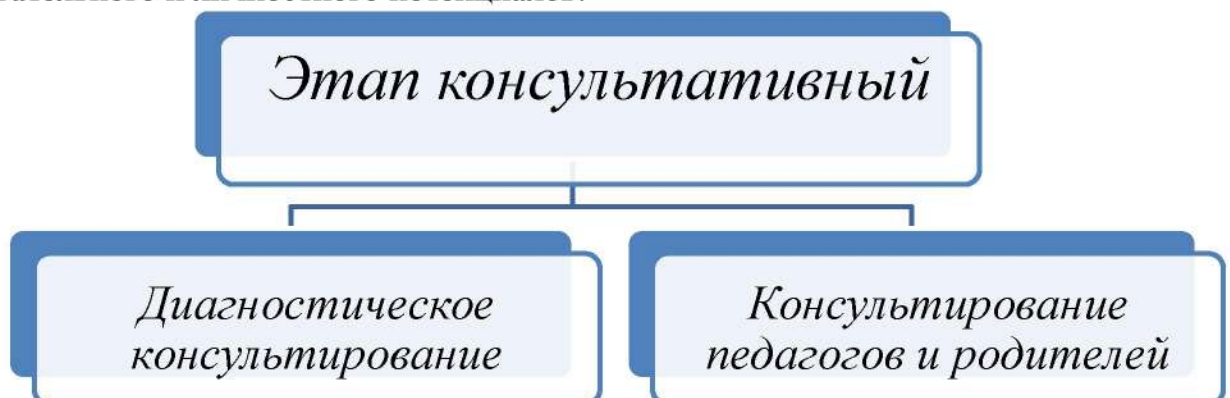 Этап консультативный
Диагностическое
консультирование
Консультирование
педагогов и родителей